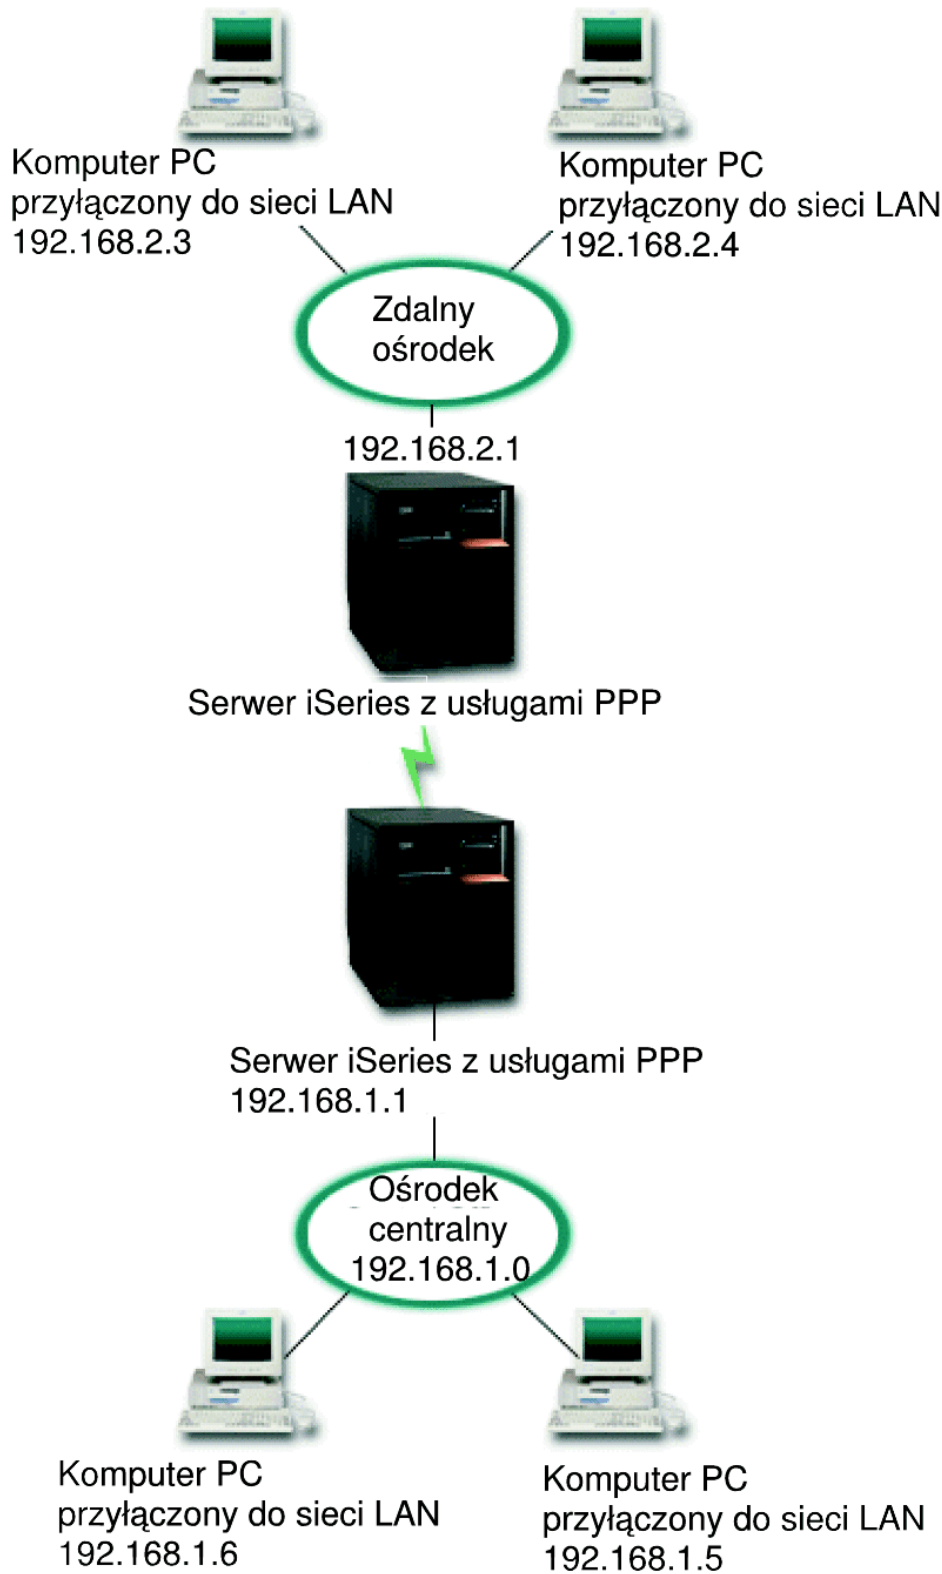 Komputer PC
przyłączony do sieci LAN
192.168.2.3
Komputer PC
przyłączony do sieci LAN
192.168.2.4
Zdalny
ośrodek
192.168.2.1
Serwer iSeries z usługami PPP
Serwer iSeries z usługami PPP
192.168.1.1
Ośrodek
centralny
192.168.1.0
Komputer PC
przyłączony do sieci LAN
192.168.1.6
Komputer PC
przyłączony do sieci LAN
192.168.1.5